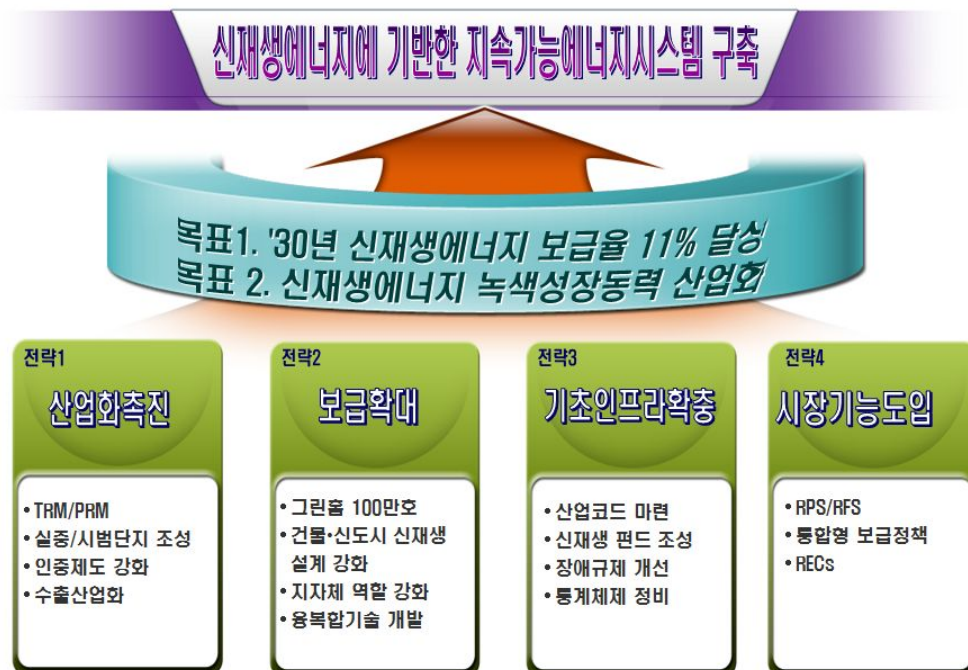 신재생에너지에 기반한 지속가능에너지시스템 구축
목표1. '30년 신재생에너지 보급율 11% 달성
목표 2. 신재생에너지 녹색성장동력 산업화
전략1
산업화촉진
• TRM/PRM
• 실증/시범단지 조성
• 인증제도 강화
• 수출산업화
전략2
보급확대
• 그린홈 100만호
• 건물•신도시 신재생
설계 강화
• 지자체 역할 강화
• 융복합기술 개발
전략3
기초인프라확충
• 산업코드 마련
• 신재생 펀드 조성
• 장애규제 개선
• 통계체제 정비
전략4
시장기능도입
• RPS/RFS
• 통합형 보급정책
• RECs